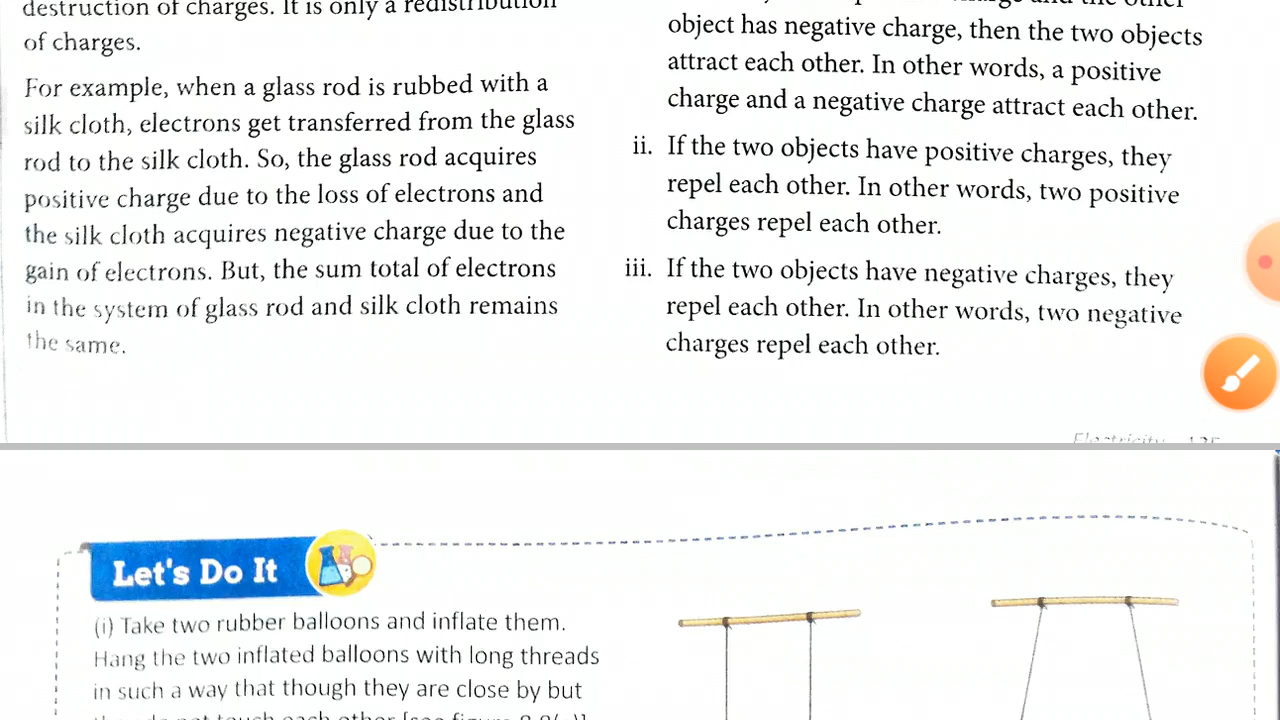 destruction of charges. It is only a redistribution
of charges.
For example, when a glass rod is rubbed with a
silk cloth, electrons get transferred from the glass
rod to the silk cloth. So, the glass rod acquires
positive charge due to the loss of electrons and
the silk cloth acquires negative charge due to the
gain of electrons. But, the sum total of electrons
in the system of glass rod and silk cloth remains
the same.
object has negative charge, then the two objects
attract each other. In other words, a positive
charge and a negative charge attract each other.
ii. If the two objects have positive charges, they
repel each other. In other words, two positive
charges repel each other.
iii. If the two objects have negative charges, they
repel each other. In other words, two negative
charges repel each other.
Electricity
Let's Do It
(i) Take two rubber balloons and inflate them.
Hang the two inflated balloons with long threads
in such a way that though they are close by but